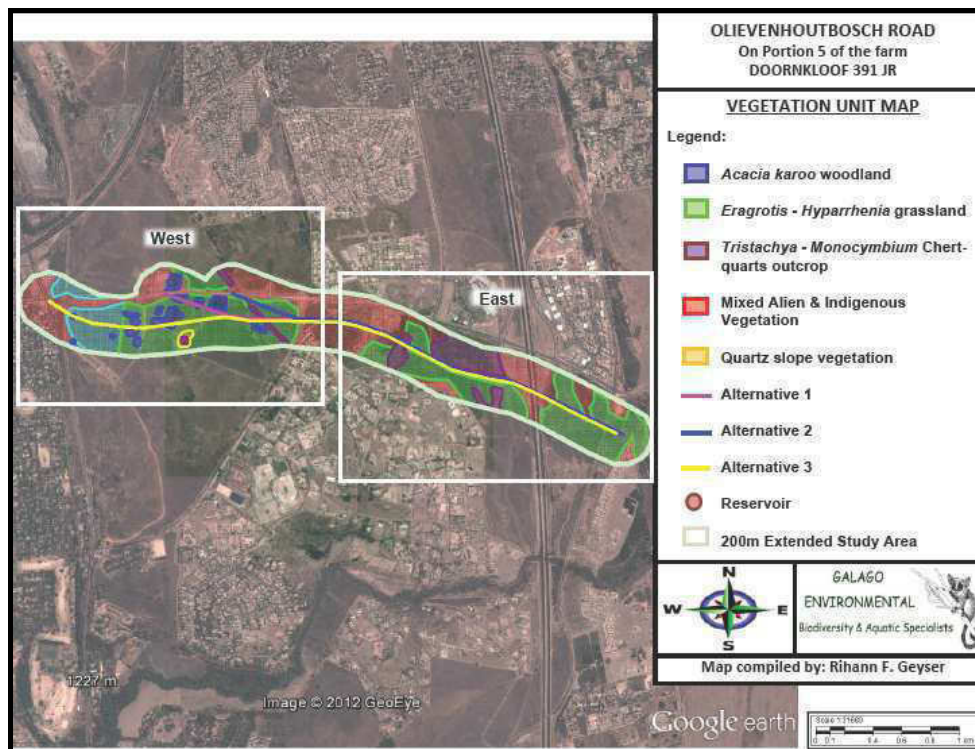 OLIEVENHOUTBOSCH ROAD
On Portion 5 of the farm
DOORNKLOOF 391 JR
VEGETATION UNIT MAP
Legend:
Acacia karoo woodland
Eragrotis - Hyparrhenia grassland
Tristachya - Monocymbium Chert-
quarts outcrop
Mixed Alien & Indigenous
Vegetation
Quartz slope vegetation
Alternative 1
Alternative 2
Alternative 3
Reservoir
200m Extended Study Area
West
East
N
W E
S
GALAGO
ENVIRONMENTAL
Biodiversity & Aquatic Specialists
Map compiled by: Rihann F. Geyser
1227 m
Image © 2012 GeoEye
Google earth